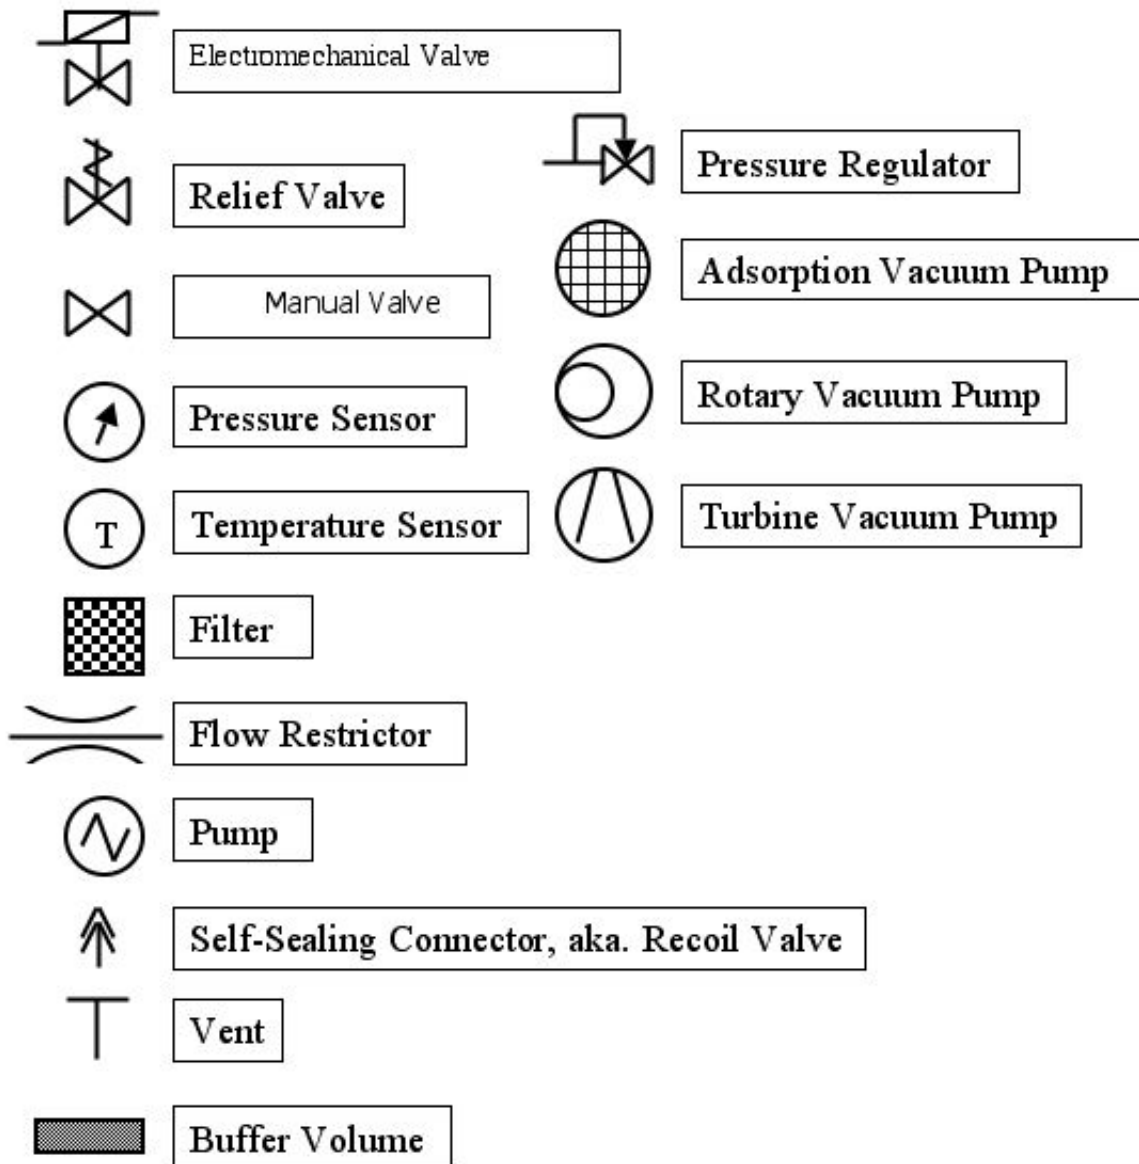 Electromechanical Valve
Relief Valve
Manual Valve
Pressure Sensor
T
Temperature Sensor
Filter
Flow Restrictor
Pump
Self-Sealing Connector, aka. Recoil Valve
Vent
Buffer Volume
Pressure Regulator
Adsorption Vacuum Pump
Rotary Vacuum Pump
Turbine Vacuum Pump